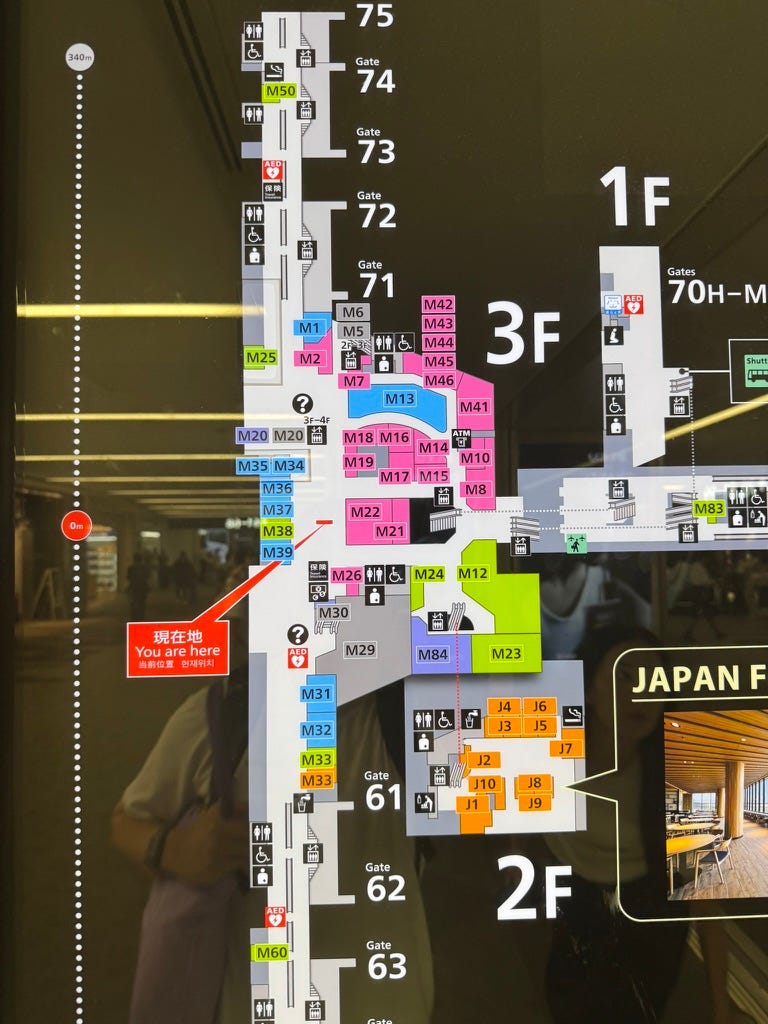 75
340m
Gate
74
M50
Gate
73
AED
保険
Travel Insurance
Gate
72
1F
Gate
71
Gates
70H–M
AED
M42
M6
M43
M1
M5
3F
M44
2F–3F
M25
M2
M45
Shutt
M7
M46
M13
M41
?
3F–4F
M20
M20
M18
M16
ATM
M14
M10
M35
M34
M19
M17
M15
M36
M8
M37
M22
M83
0m
M38
M21
M39
保険
Travel Insurance
M26
M24
M12
M30
現在地
You are here
当前位置 현재위치
?
AED
M29
M84
M23
JAPAN F
M31
J4
J6
M32
J3
J5
J7
M33
J2
M33
Gate
61
J10
J8
J1
J9
Gate
62
2F
AED
M60
Gate
63
Gate